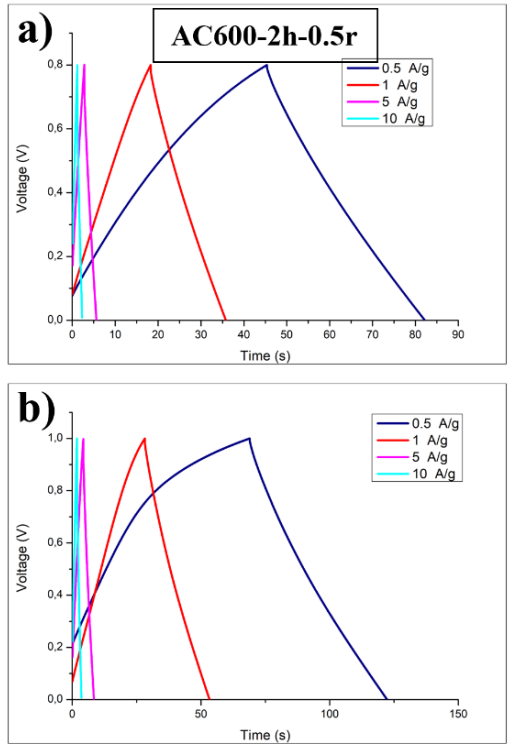 a)
AC600-2h-0.5r
0.5 A/g
1 A/g
5 A/g
10 A/g
Voltage (V)
0,8
0,6
0,4
0,2
0,0
0 10 20 30 40 50 60 70 80 90
Time (s)
b)
0.5 A/g
1 A/g
5 A/g
10 A/g
Voltage (V)
1,0
0,8
0,6
0,4
0,2
0,0
0 50 100 150
Time (s)